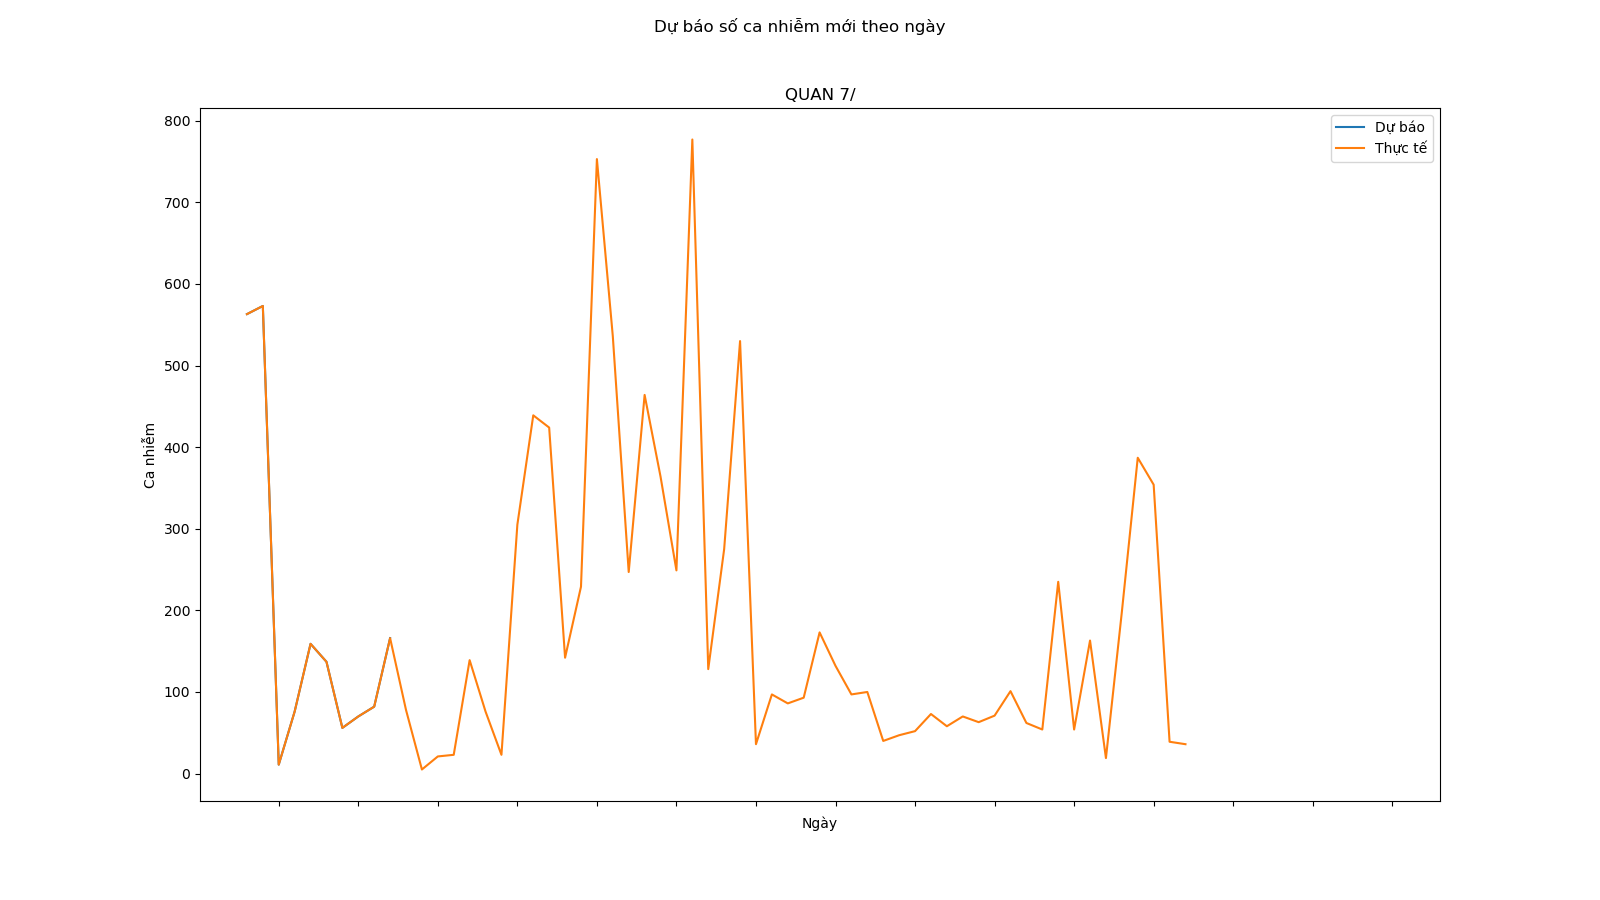 Dự báo số ca nhiễm mới theo ngày
QUAN 7/
Dự báo
Thực tế
800
700
600
500
400
300
200
100
0
Ca nhiễm
Ngày